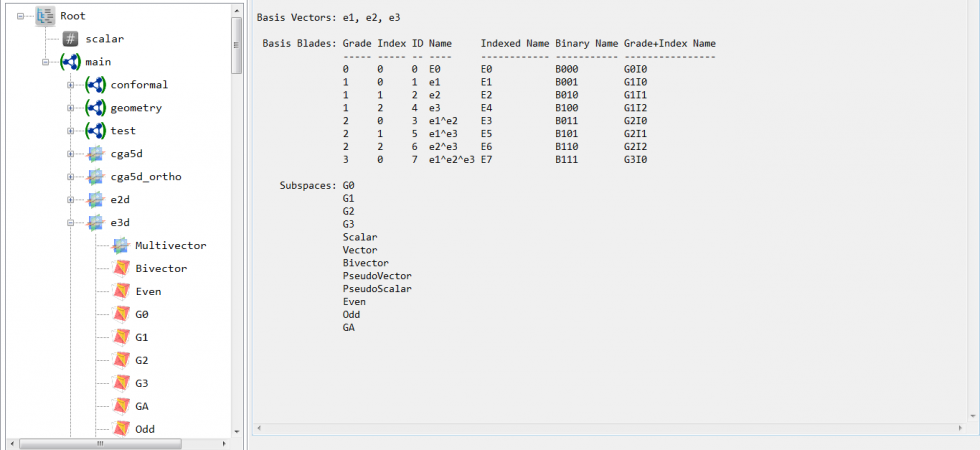 Root
scalar
main
conformal
geometry
test
cga5d
cga5d_ortho
e2d
e3d
Multivector
Bivector
Even
G0
G1
G2
G3
GA
Odd
Basis Vectors: e1, e2, e3
Basis Blades: Grade Index ID Name Indexed Name Binary Name Grade+Index Name
----- ----- -- ---- ------------ ----------- ----------------
0 0 0 E0 E0 B000 G0I0
1 0 1 e1 E1 B001 G1I0
1 1 2 e2 E2 B010 G1I1
1 2 4 e3 E4 B100 G1I2
2 0 3 e1^e2 E3 B011 G2I0
2 1 5 e1^e3 E5 B101 G2I1
2 2 6 e2^e3 E6 B110 G2I2
3 0 7 e1^e2^e3 E7 B111 G3I0
Subspaces: G0
G1
G2
G3
Scalar
Vector
Bivector
PseudoVector
PseudoScalar
Even
Odd
GA